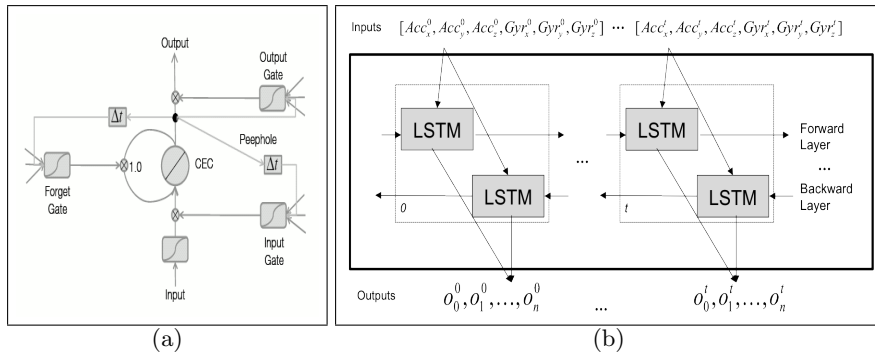 Output
Output
Gate
Δt
Peephole
1.0
CEC
Δt
Forget
Gate
Input
Gate
Input
(a)
Inputs [Acc_x^0, Acc_y^0, Acc_z^0, Gyr_x^0, Gyr_y^0, Gyr_z^0] ... [Acc_x^t, Acc_y^t, Acc_z^t, Gyr_x^t, Gyr_y^t, Gyr_z^t]
LSTM LSTM
Forward
Layer
... ...
LSTM LSTM
Backward
Layer
0 t
Outputs o_0^0, o_1^0, ..., o_n^0 ... o_0^t, o_1^t, ..., o_n^t
(b)